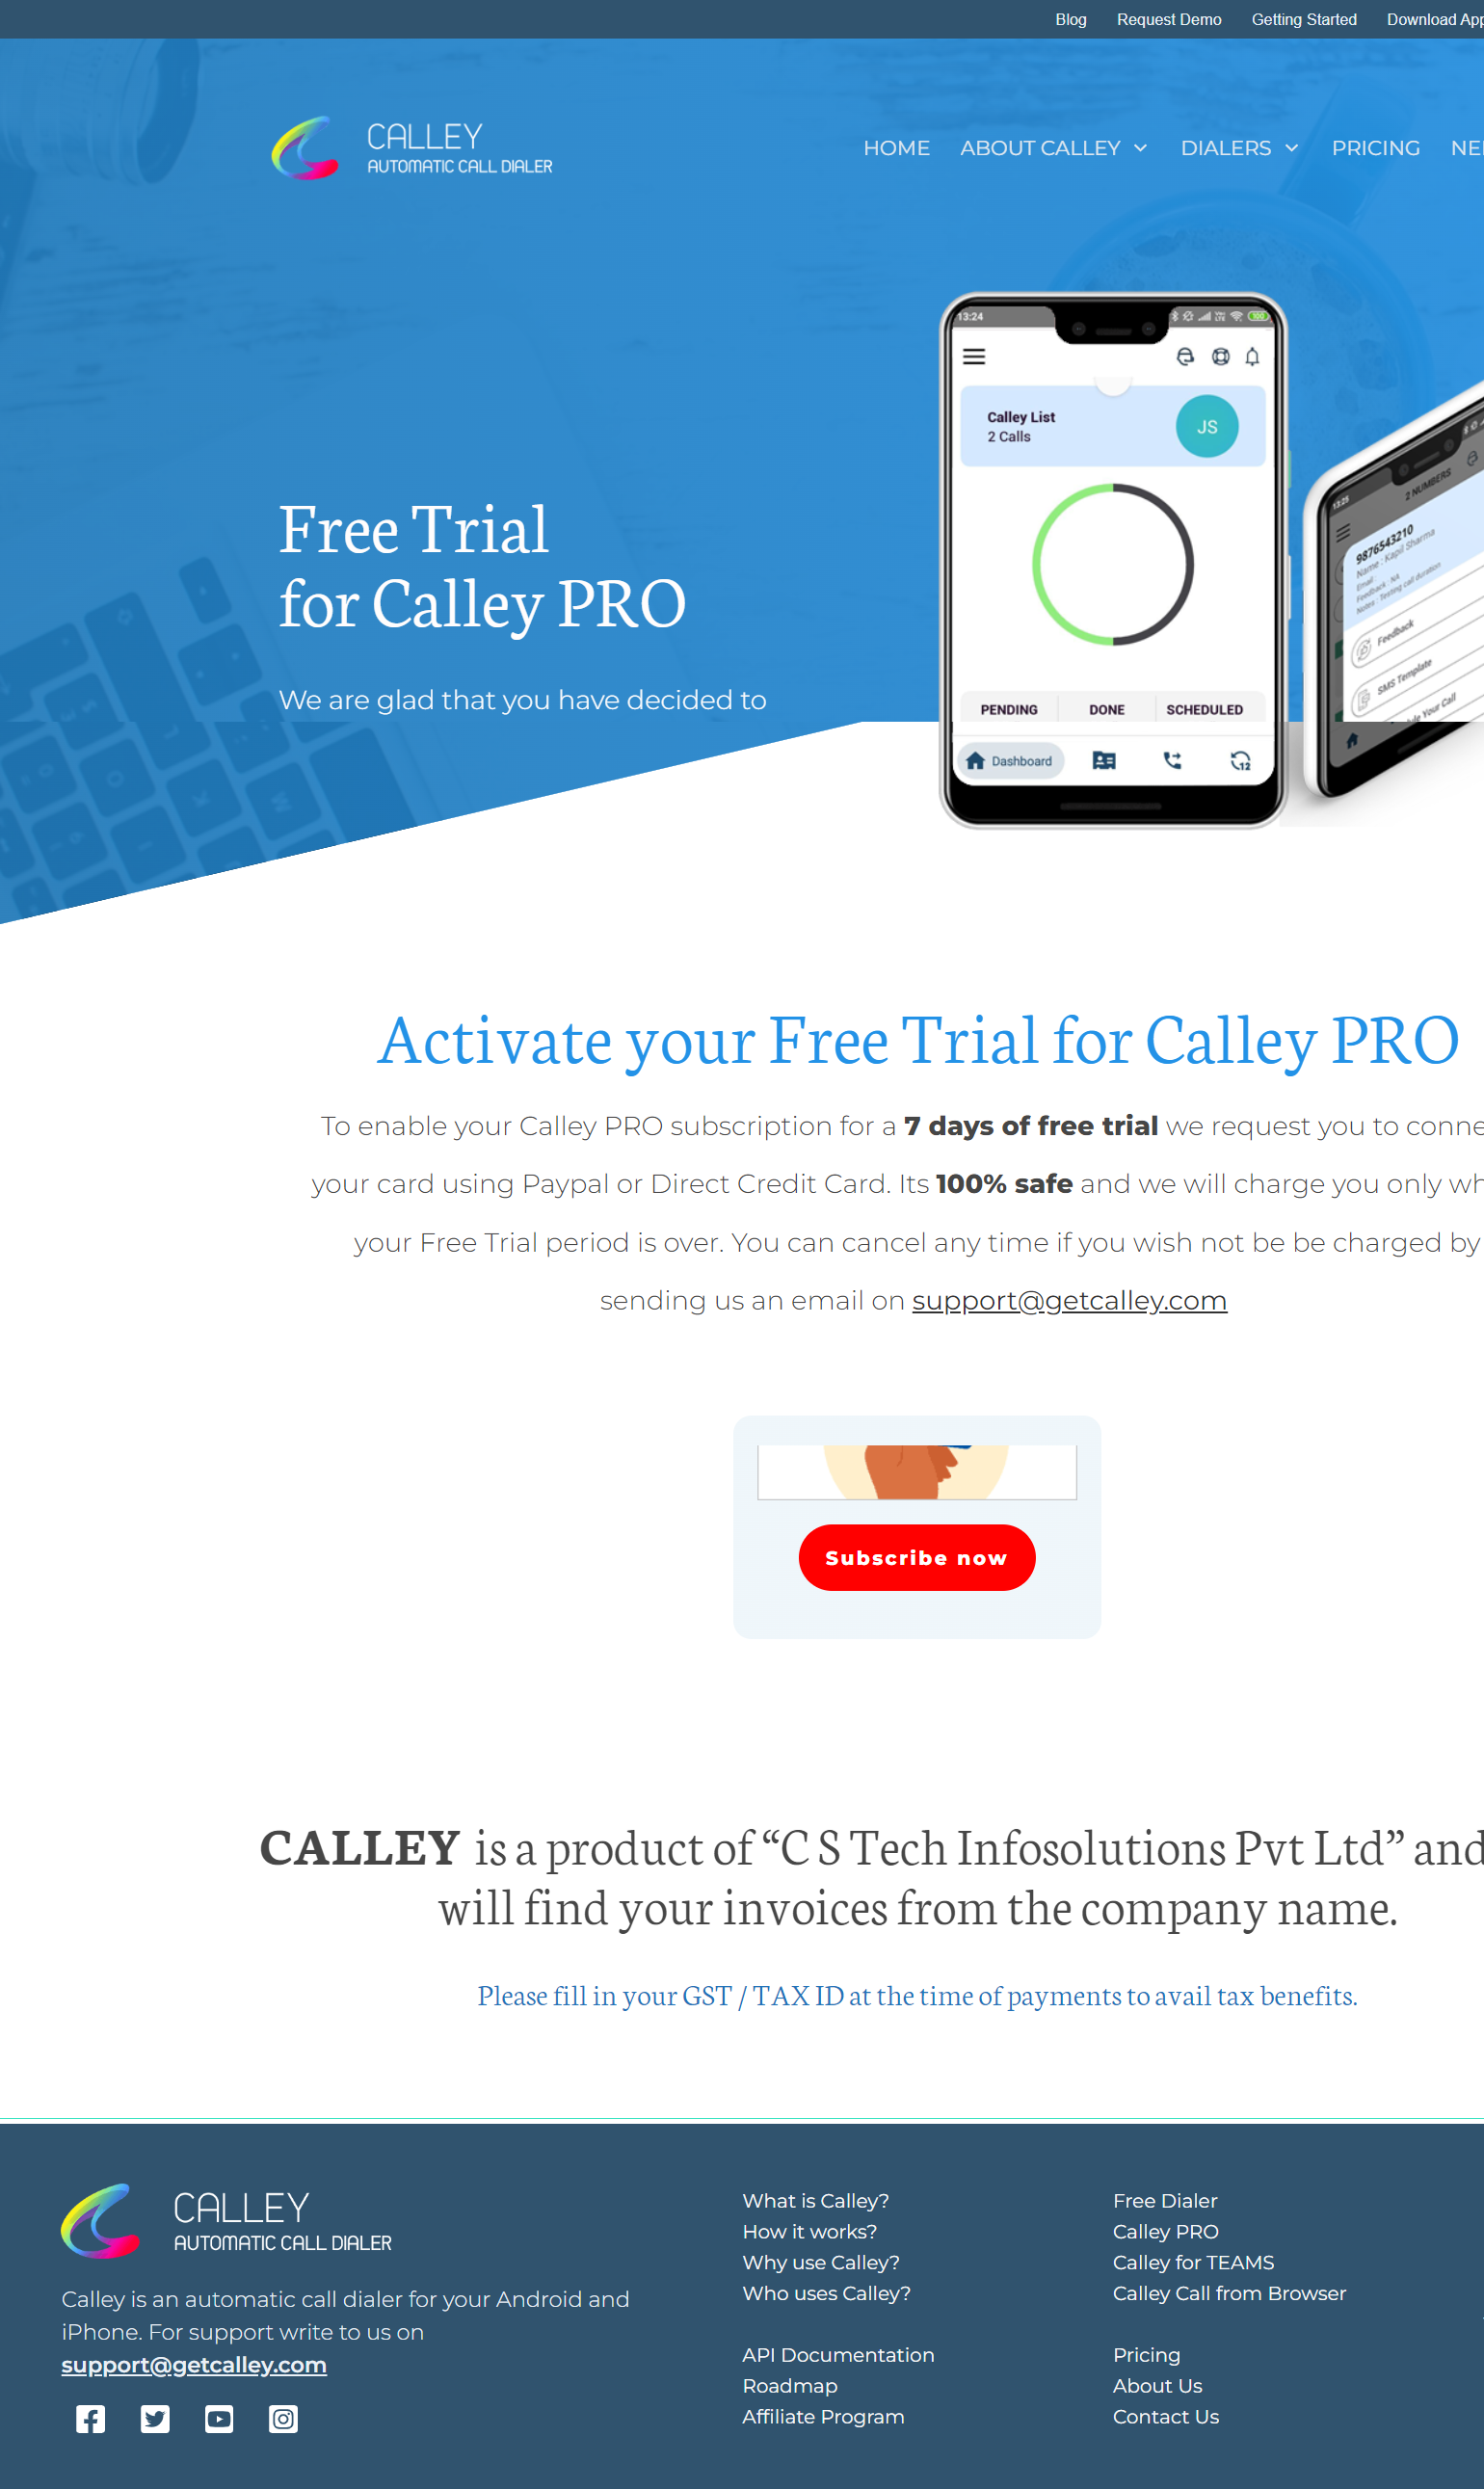 Blog Request Demo Getting Started Download App
CALLEY
AUTOMATIC CALL DIALER
HOME ABOUT CALLEY DIALERS PRICING
13:24
100
Calley List
2 Calls
JS
PENDING DONE SCHEDULED
Dashboard
12
13:25
2 NUMBERS
9876543210
Name : Kapil Sharma
Email :
Feedback : NA
Notes : Testing call duration
Feedback
SMS Template
Your Call
Free Trial
for Calley PRO
We are glad that you have decided to
Activate your Free Trial for Calley PRO
To enable your Calley PRO subscription for a 7 days of free trial we request you to conne
your card using Paypal or Direct Credit Card. Its 100% safe and we will charge you only wh
your Free Trial period is over. You can cancel any time if you wish not be be charged by
sending us an email on support@getcalley.com
Subscribe now
CALLEY is a product of “C S Tech Infosolutions Pvt Ltd” and
will find your invoices from the company name.
Please fill in your GST / TAX ID at the time of payments to avail tax benefits.
CALLEY
AUTOMATIC CALL DIALER
Calley is an automatic call dialer for your Android and
iPhone. For support write to us on
support@getcalley.com
What is Calley?
How it works?
Why use Calley?
Who uses Calley?
API Documentation
Roadmap
Affiliate Program
Free Dialer
Calley PRO
Calley for TEAMS
Calley Call from Browser
Pricing
About Us
Contact Us